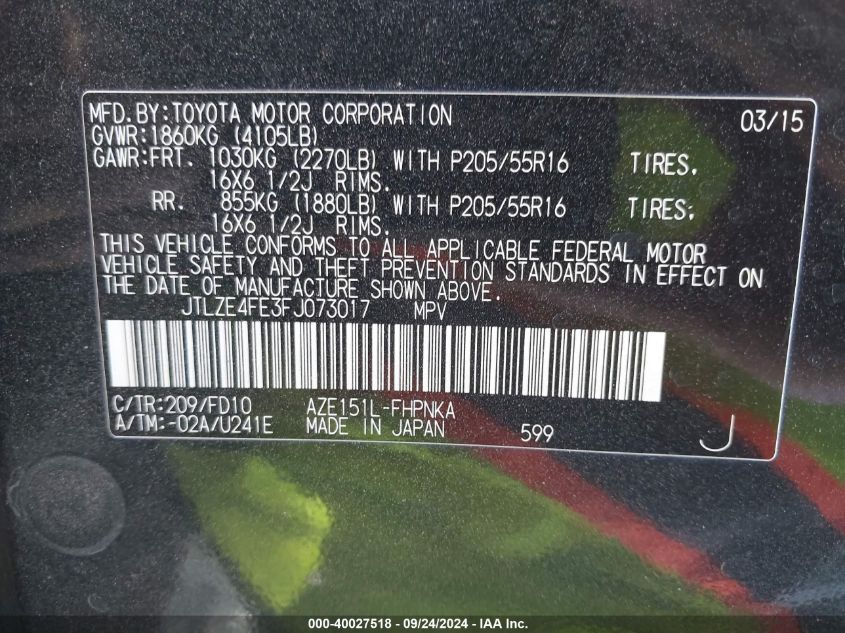 MFD.BY:TOYOTA MOTOR CORPORATION 03/15
GVWR:1860KG (4105LB)
GAWR:FRT. 1030KG (2270LB) WITH P205/55R16 TIRES,
16X6 1/2J RIMS.
RR. 855KG (1880LB) WITH P205/55R16 TIRES;
16X6 1/2J RIMS.
THIS VEHICLE CONFORMS TO ALL APPLICABLE FEDERAL MOTOR
VEHICLE SAFETY AND THEFT PREVENTION STANDARDS IN EFFECT ON
THE DATE OF MANUFACTURE SHOWN ABOVE.
JTLZE4FE3FJ073017 MPV
C/TR:209/FD10 AZE151L-FHPNKA
A/TM:-02A/U241E MADE IN JAPAN 599 J
000-40027518 - 09/24/2024 - IAA Inc.